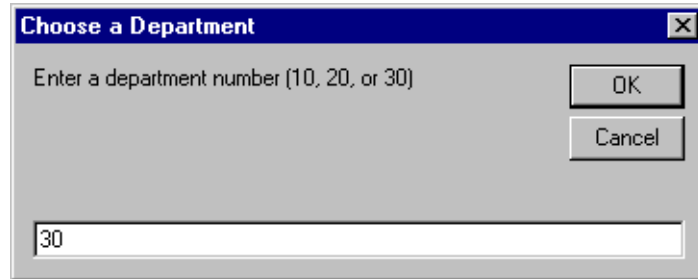 Choose a Department
Enter a department number (10, 20, or 30)
OK
Cancel
30